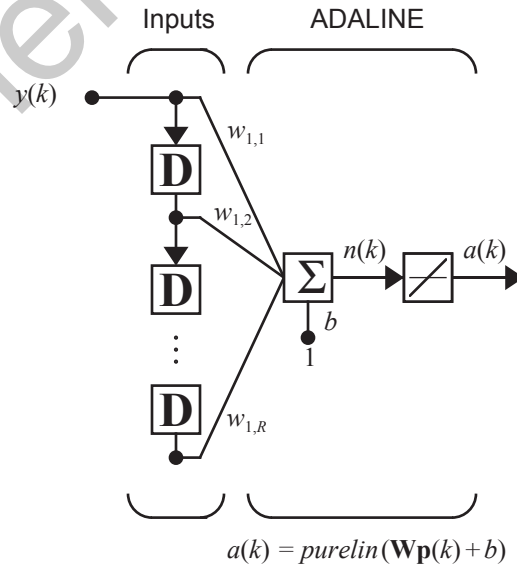 Inputs ADALINE
y(k)
w1,1
D
w1,2
D
Σ
n(k)
a(k)
b
1
⋮
D
w1,R
a(k) = purelin(Wp(k) + b)